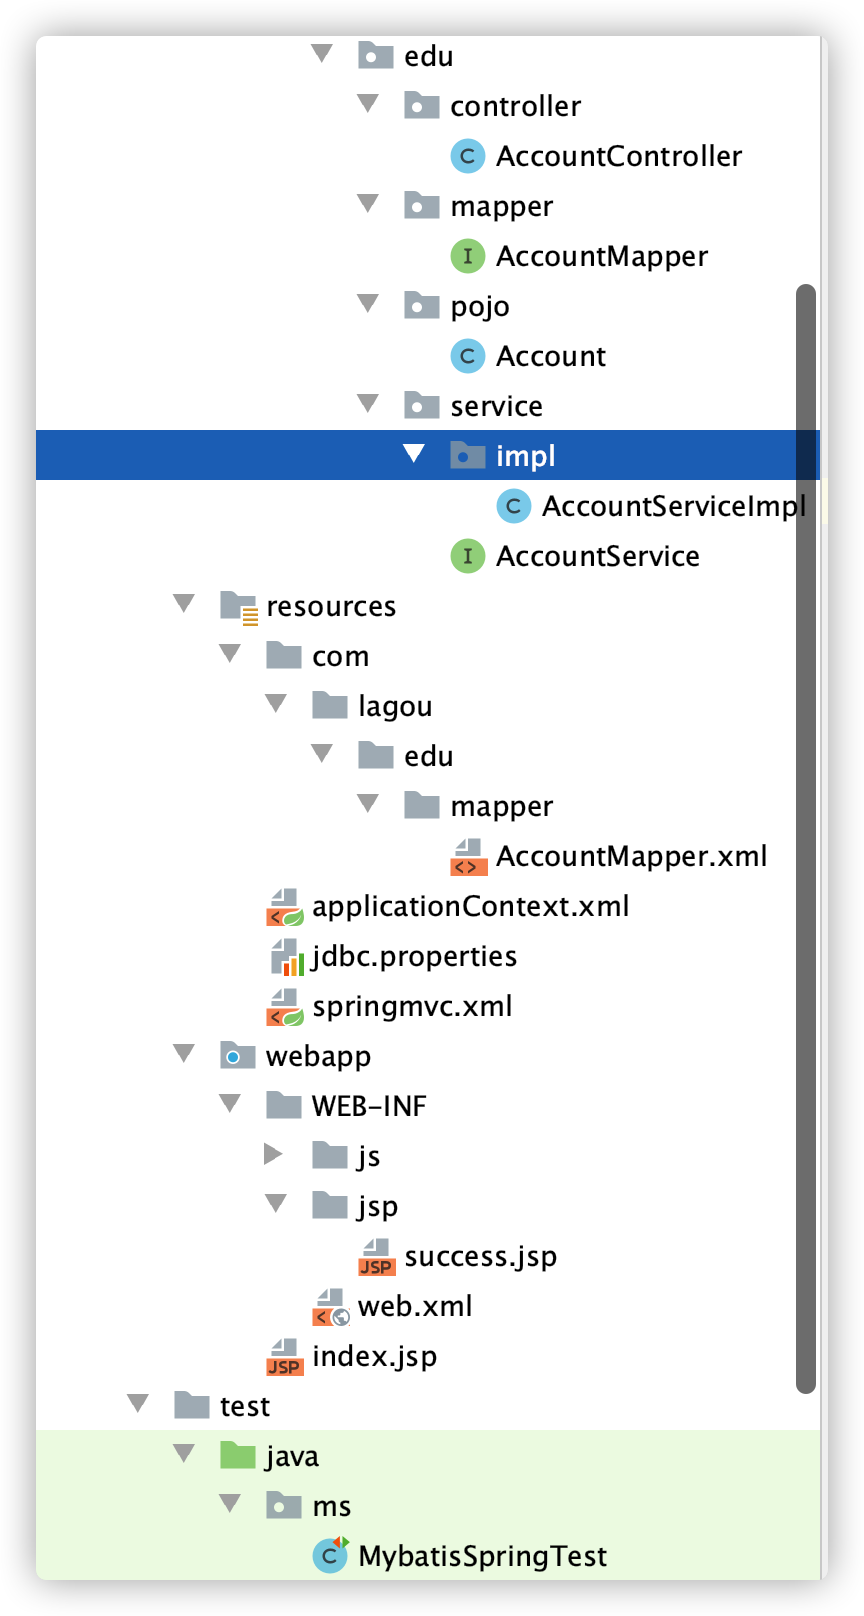 edu
controller
AccountController
mapper
AccountMapper
pojo
Account
service
impl
AccountServiceImpl
AccountService
resources
com
lagou
edu
mapper
AccountMapper.xml
applicationContext.xml
jdbc.properties
springmvc.xml
webapp
WEB-INF
js
jsp
success.jsp
web.xml
index.jsp
test
java
ms
MybatisSpringTest